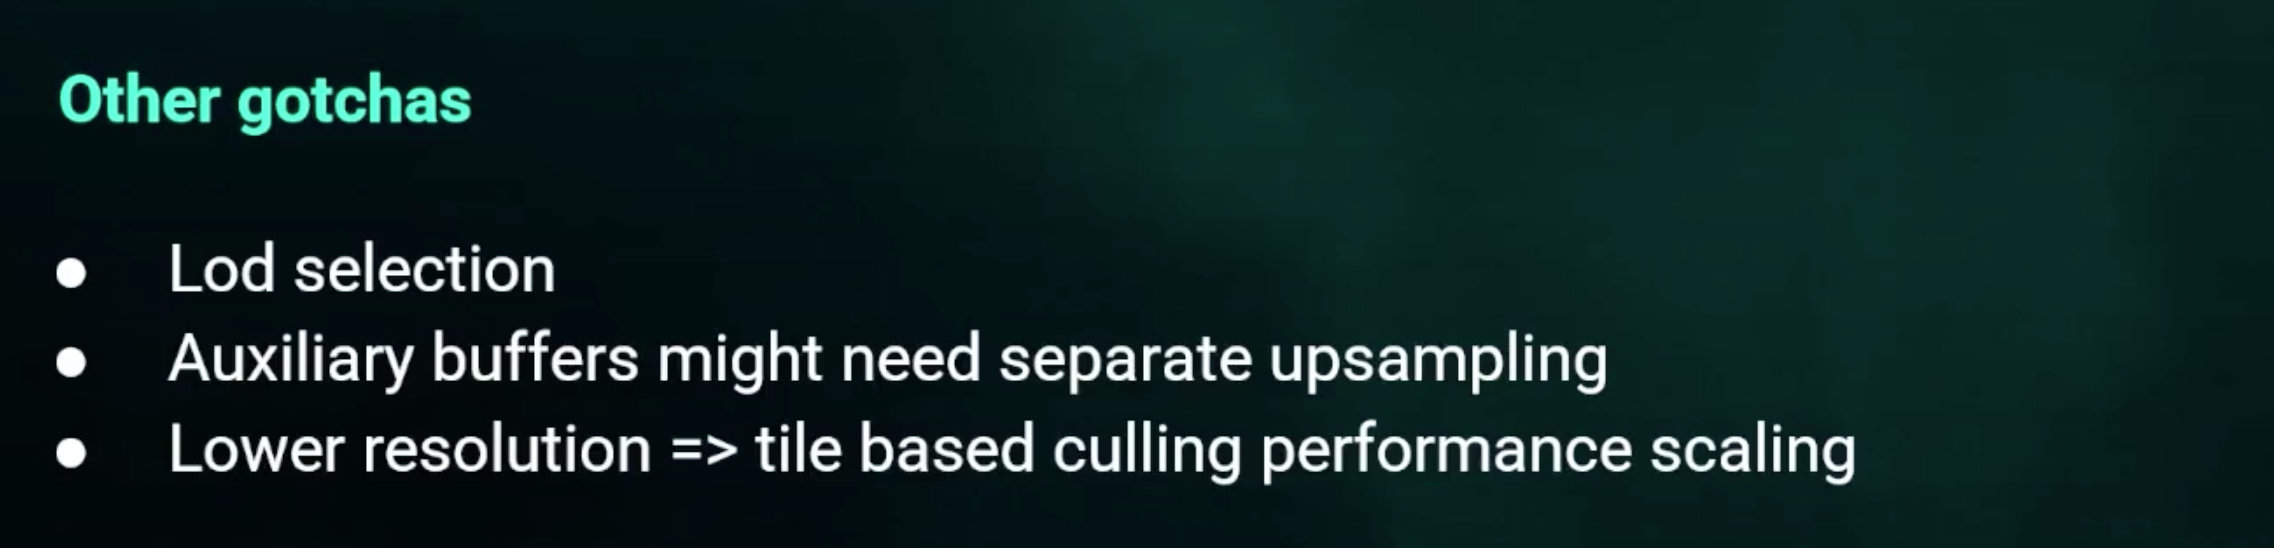 Other gotchas
● Lod selection
● Auxiliary buffers might need separate upsampling
● Lower resolution => tile based culling performance scaling